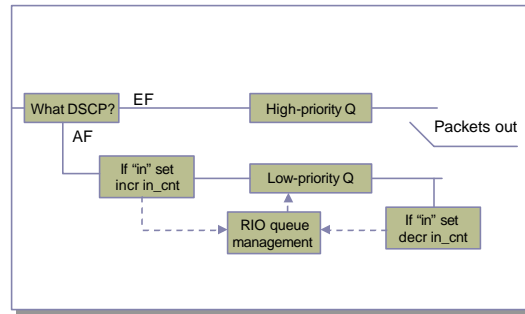 What DSCP?
EF
High-priority Q
Packets out
AF
If “in” set
incr in_cnt
Low-priority Q
RIO queue
management
If “in” set
decr in_cnt